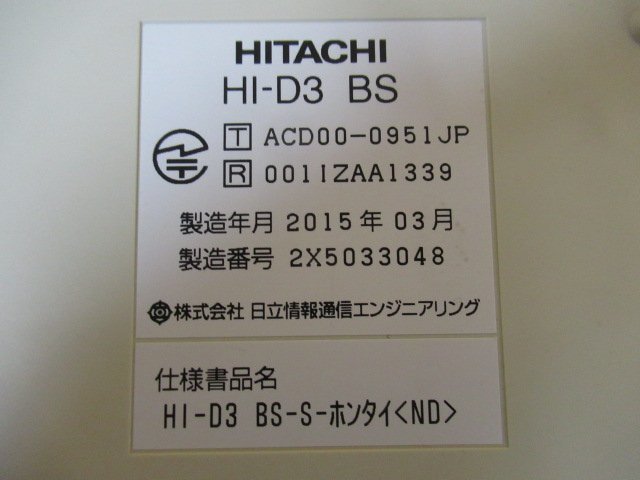 HITACHI
HI-D3 BS
T ACD00-0951JP
R 001IZAA1339
製造年月 2015年 03月
製造番号 2X5033048
株式会社 日立情報通信エンジニアリング
仕様書品名
HI-D3 BS-S-ホンタイ<ND>